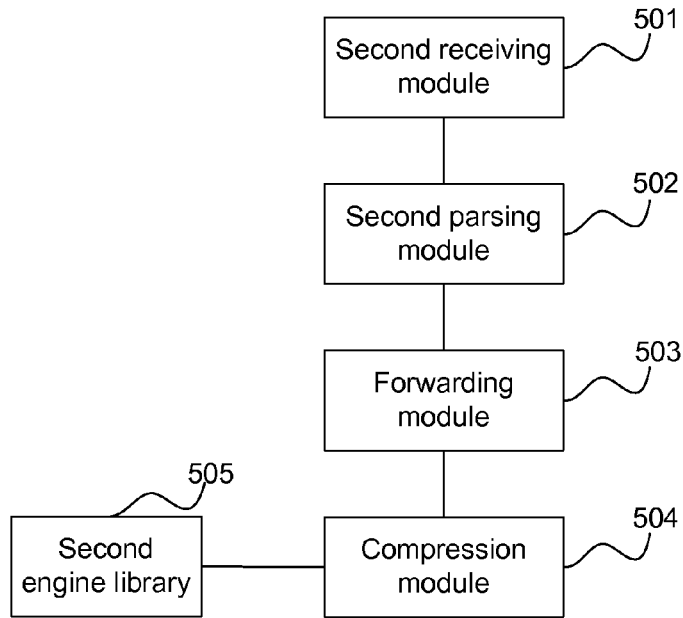 501
Second receiving
module
502
Second parsing
module
503
Forwarding
module
505
504
Second
engine library
Compression
module